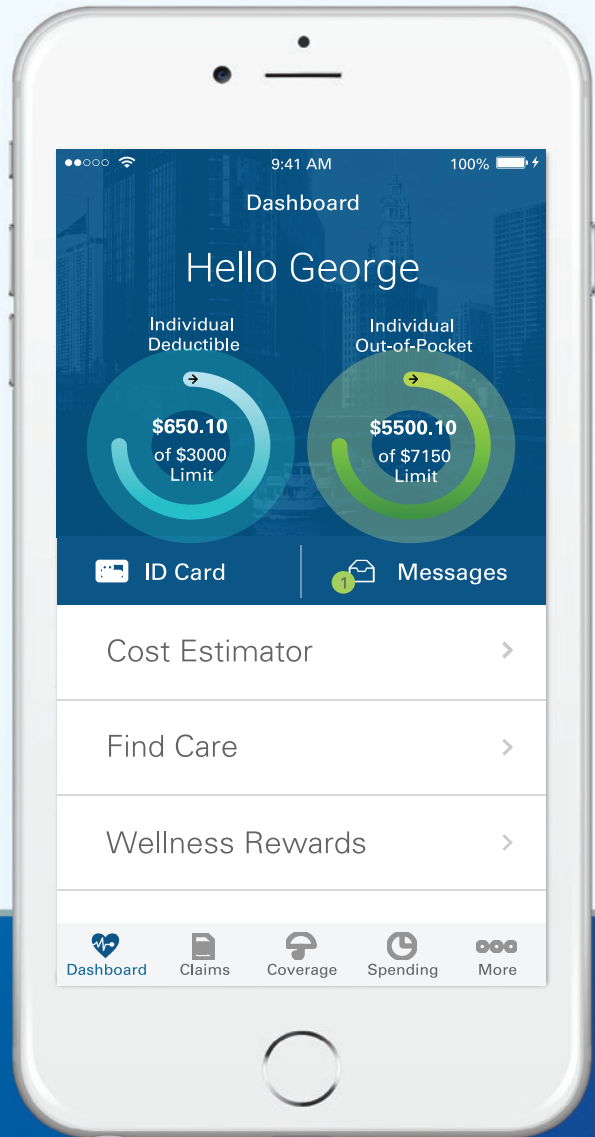 9:41 AM
100%
Dashboard
Hello George
Individual
Deductible
Individual
Out-of-Pocket
$650.10
of $3000
Limit
$5500.10
of $7150
Limit
ID Card
1
Messages
Cost Estimator
Find Care
Wellness Rewards
Dashboard
Claims
Coverage
Spending
More